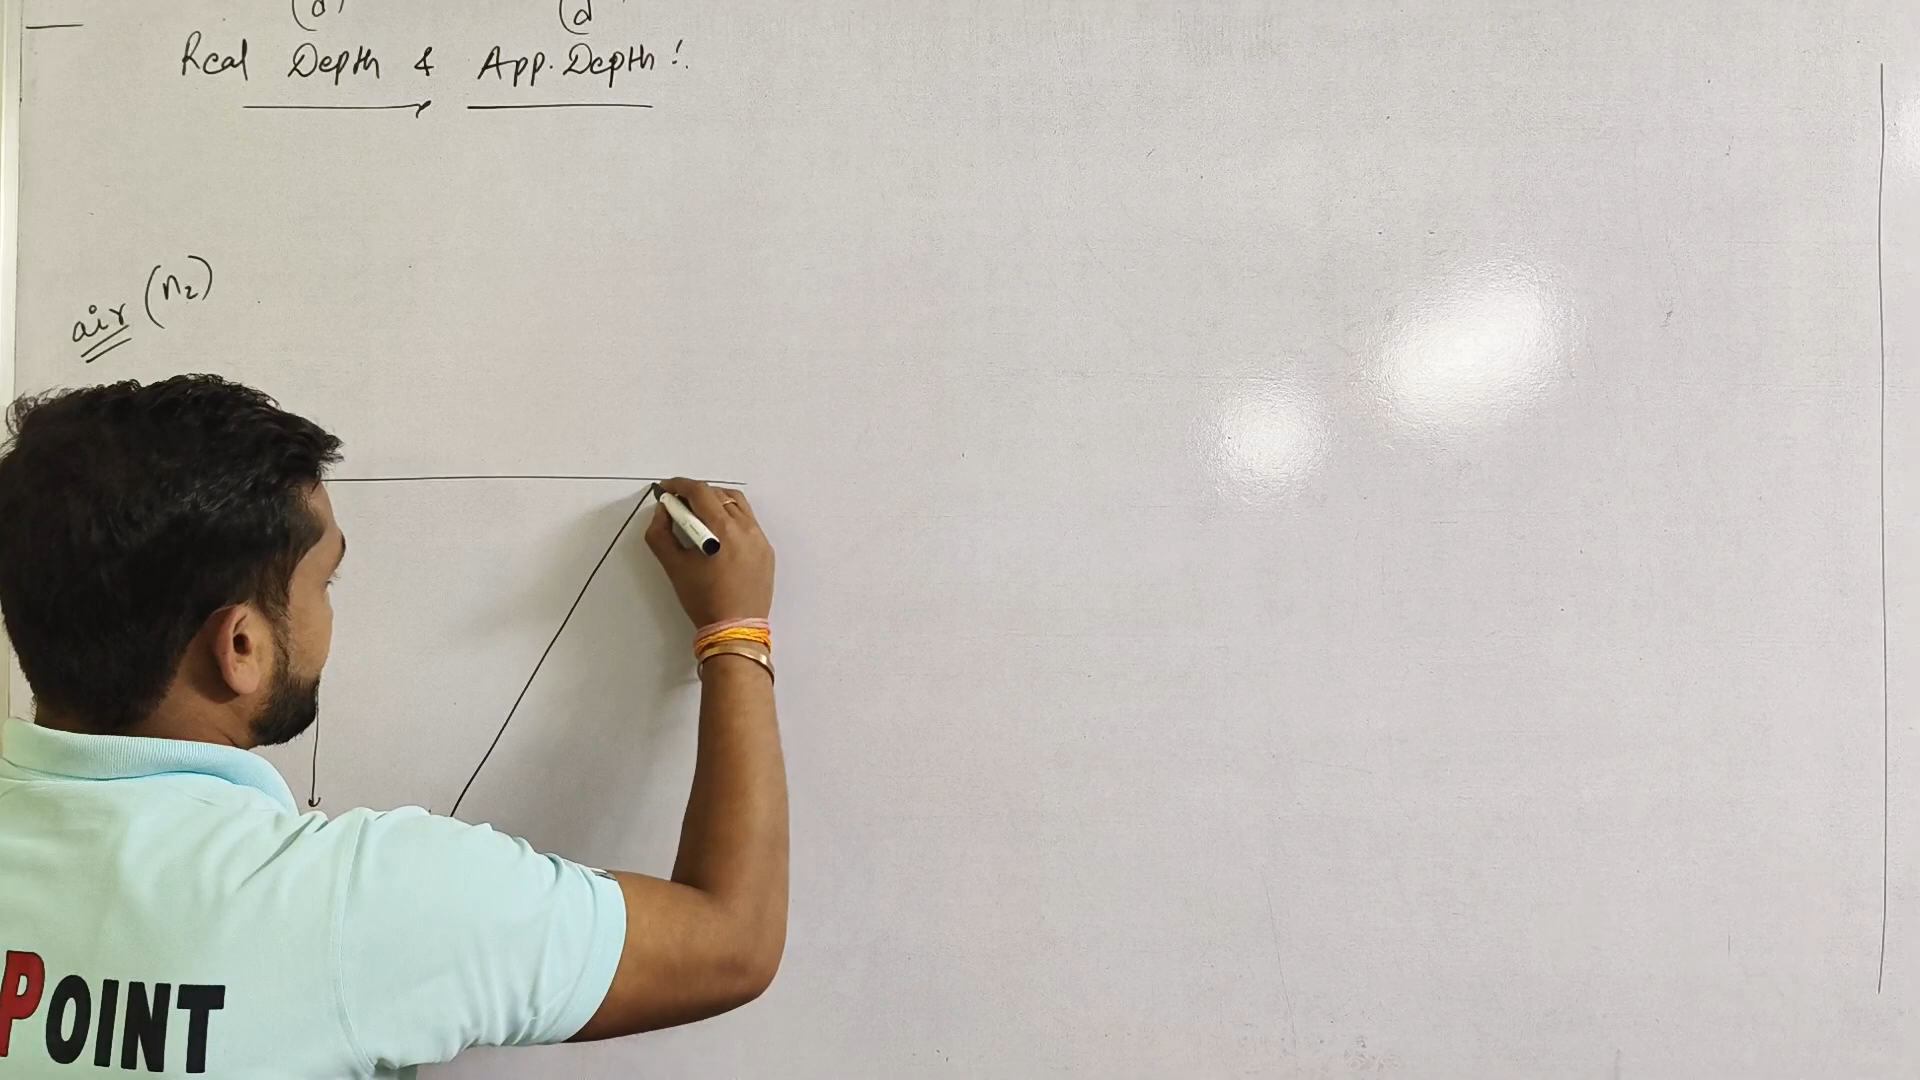 (d) (d'
Real Depth & App. Depth :
air (n₂)
POINT